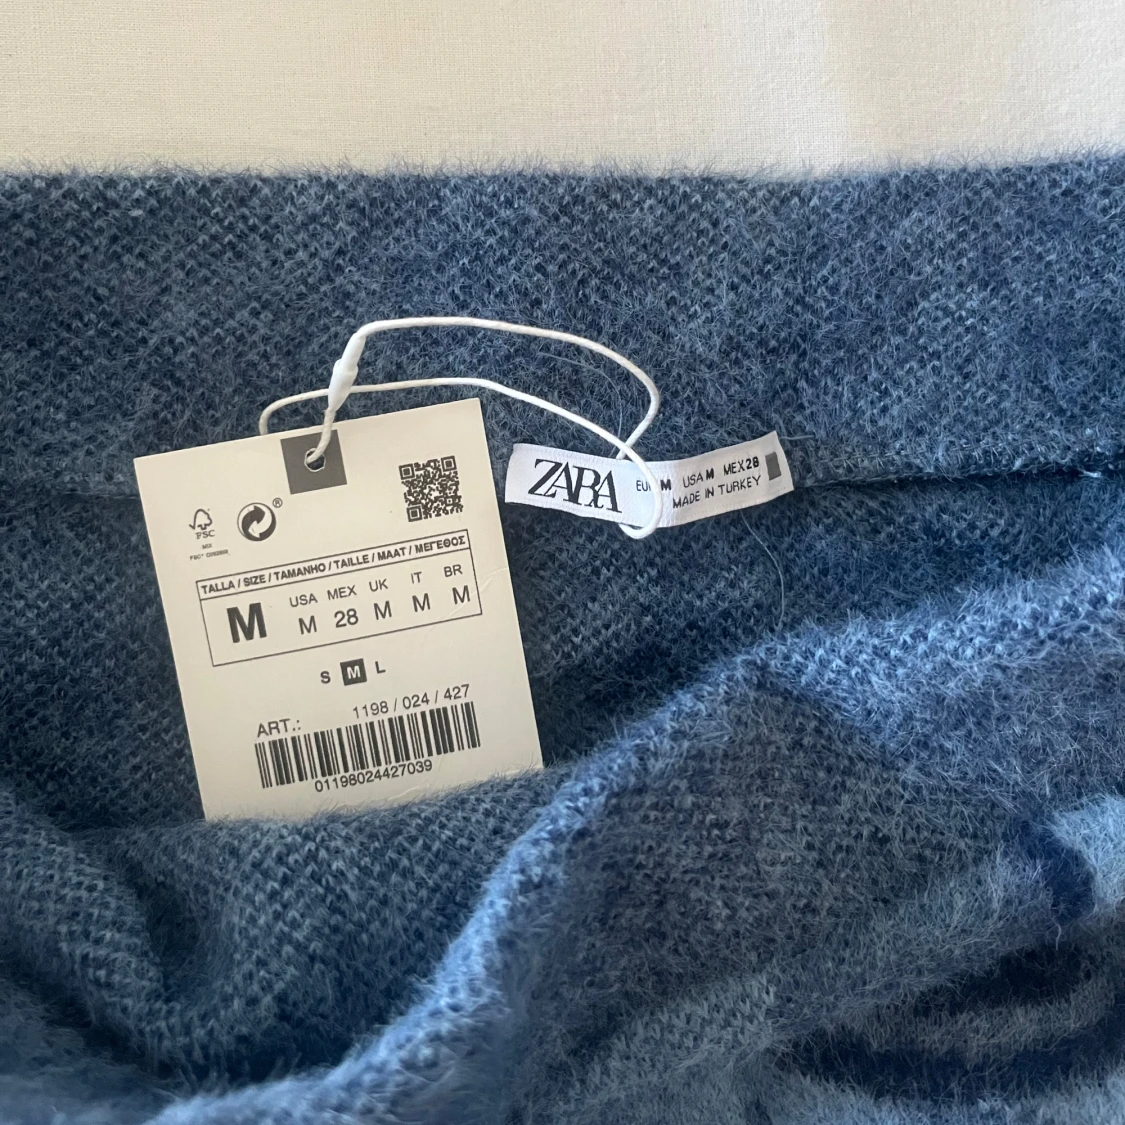 FSC
MIX
®
TALLA / SIZE / TAMANHO / TAILLE / MAAT / ΜΕΓΕΘΟΣ
M
USA MEX UK IT BR
M 28 M M M
S M L
ART.: 1198 / 024 / 427
01198024427039
ZARA
M USA M MEX 28
MADE IN TURKEY